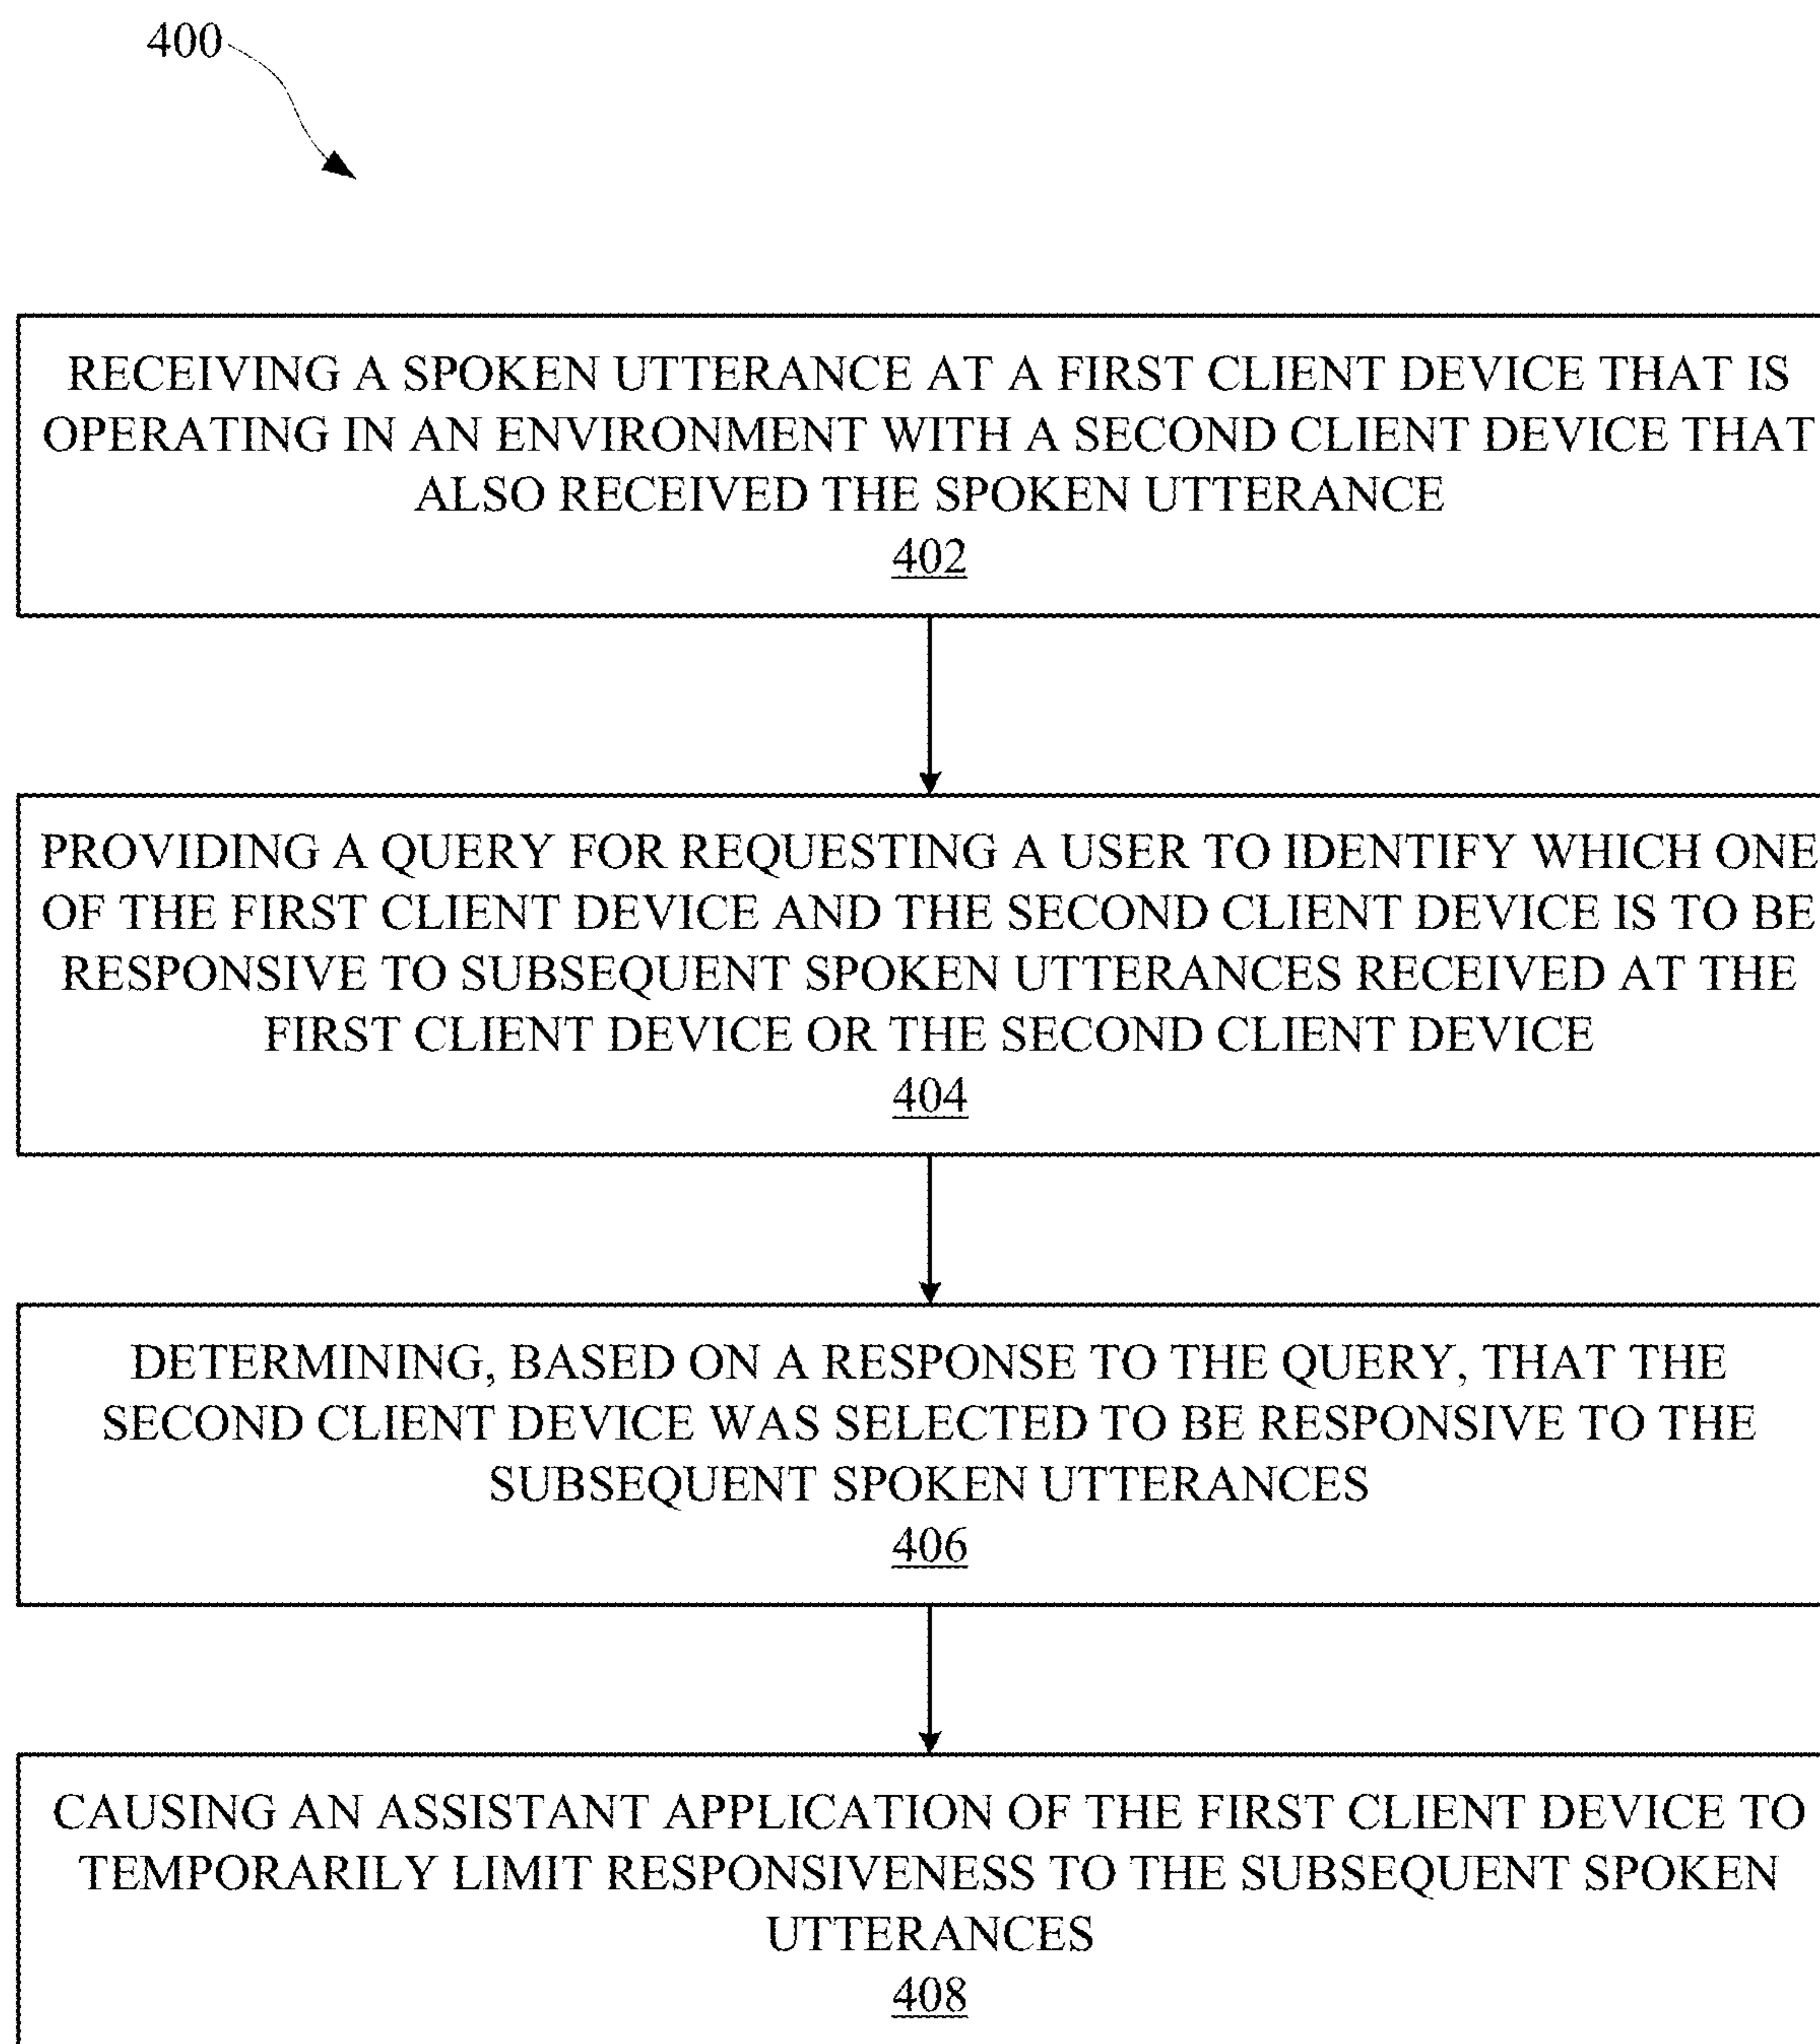 400
RECEIVING A SPOKEN UTTERANCE AT A FIRST CLIENT DEVICE THAT IS
OPERATING IN AN ENVIRONMENT WITH A SECOND CLIENT DEVICE THAT
ALSO RECEIVED THE SPOKEN UTTERANCE
402
PROVIDING A QUERY FOR REQUESTING A USER TO IDENTIFY WHICH ONE
OF THE FIRST CLIENT DEVICE AND THE SECOND CLIENT DEVICE IS TO BE
RESPONSIVE TO SUBSEQUENT SPOKEN UTTERANCES RECEIVED AT THE
FIRST CLIENT DEVICE OR THE SECOND CLIENT DEVICE
404
DETERMINING, BASED ON A RESPONSE TO THE QUERY, THAT THE
SECOND CLIENT DEVICE WAS SELECTED TO BE RESPONSIVE TO THE
SUBSEQUENT SPOKEN UTTERANCES
406
CAUSING AN ASSISTANT APPLICATION OF THE FIRST CLIENT DEVICE TO
TEMPORARILY LIMIT RESPONSIVENESS TO THE SUBSEQUENT SPOKEN
UTTERANCES
408